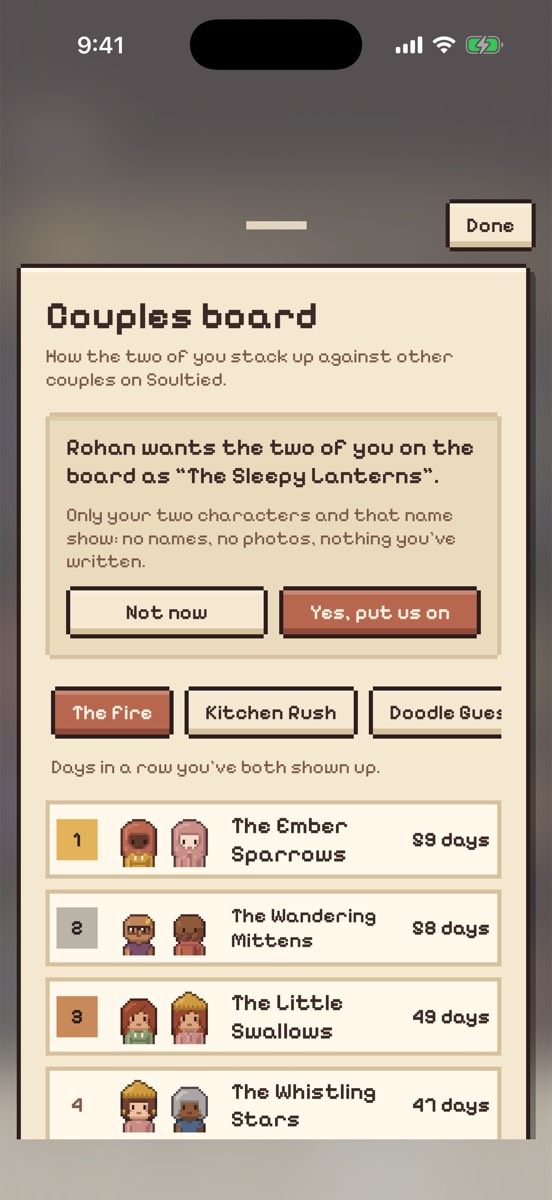 9:41
Done
Couples board
How the two of you stack up against other
couples on Soultied.
Rohan wants the two of you on the
board as “The Sleepy Lanterns”.
Only your two characters and that name
show: no names, no photos, nothing you’ve
written.
Not now
Yes, put us on
The Fire
Kitchen Rush
Doodle
Days in a row you’ve both shown up.
1
The Ember
Sparrows
days
2
The Wandering
Mittens
days
3
The Little
Swallows
49 days
4
The Whistling
Stars
47 days